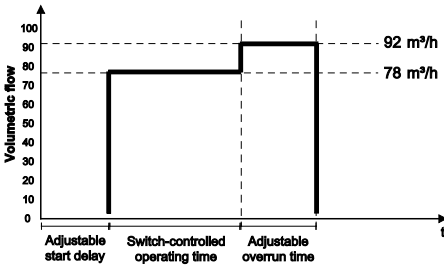 Volumetric flow
100
90
80
70
60
50
40
30
20
10
0
92 m³/h
78 m³/h
t
Adjustable
start delay
Switch-controlled
operating time
Adjustable
overrun time